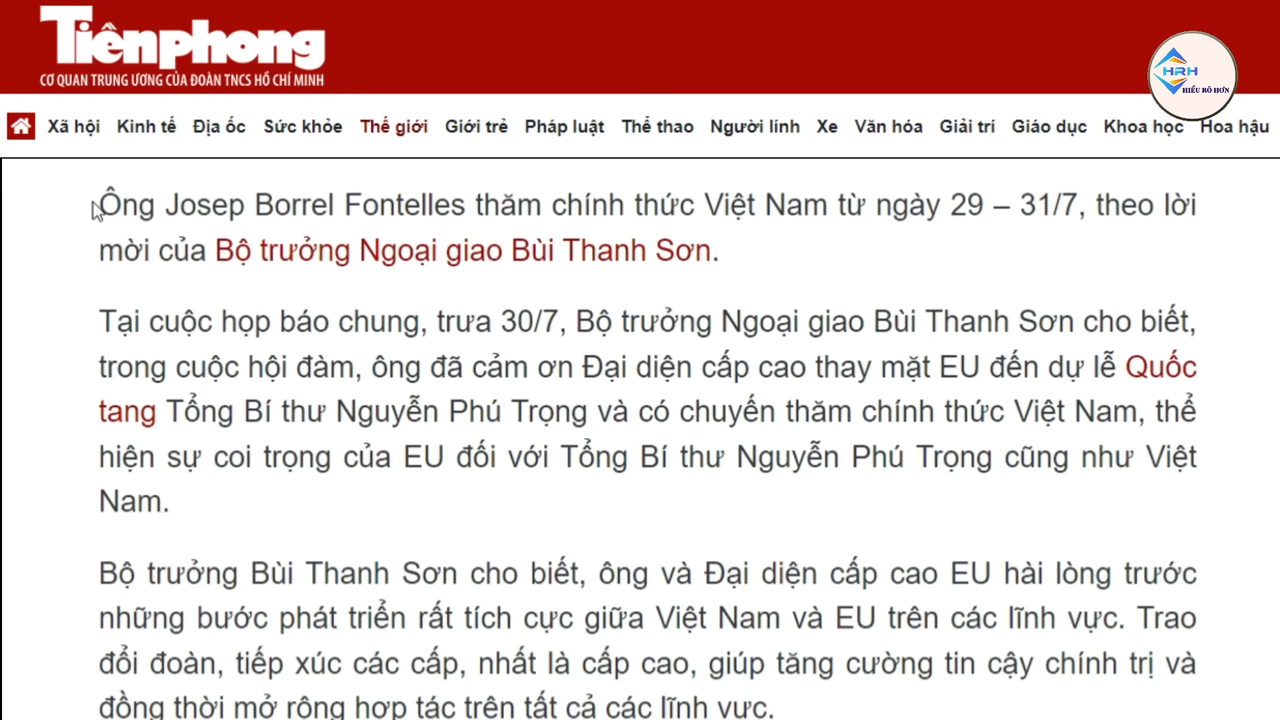 Tiền phong
CƠ QUAN TRUNG ƯƠNG CỦA ĐOÀN TNCS HỒ CHÍ MINH
HRH
HIỂU RÕ HƠN
Xã hội Kinh tế Địa ốc Sức khỏe Thế giới Giới trẻ Pháp luật Thể thao Người lính Xe Văn hóa Giải trí Giáo dục Khoa học Hoa hậu
Ông Josep Borrel Fontelles thăm chính thức Việt Nam từ ngày 29 – 31/7, theo lời
mời của Bộ trưởng Ngoại giao Bùi Thanh Sơn.
Tại cuộc họp báo chung, trưa 30/7, Bộ trưởng Ngoại giao Bùi Thanh Sơn cho biết,
trong cuộc hội đàm, ông đã cảm ơn Đại diện cấp cao thay mặt EU đến dự lễ Quốc
tang Tổng Bí thư Nguyễn Phú Trọng và có chuyến thăm chính thức Việt Nam, thể
hiện sự coi trọng của EU đối với Tổng Bí thư Nguyễn Phú Trọng cũng như Việt
Nam.
Bộ trưởng Bùi Thanh Sơn cho biết, ông và Đại diện cấp cao EU hài lòng trước
những bước phát triển rất tích cực giữa Việt Nam và EU trên các lĩnh vực. Trao
đổi đoàn, tiếp xúc các cấp, nhất là cấp cao, giúp tăng cường tin cậy chính trị và
đồng thời mở rộng hợp tác trên tất cả các lĩnh vực.